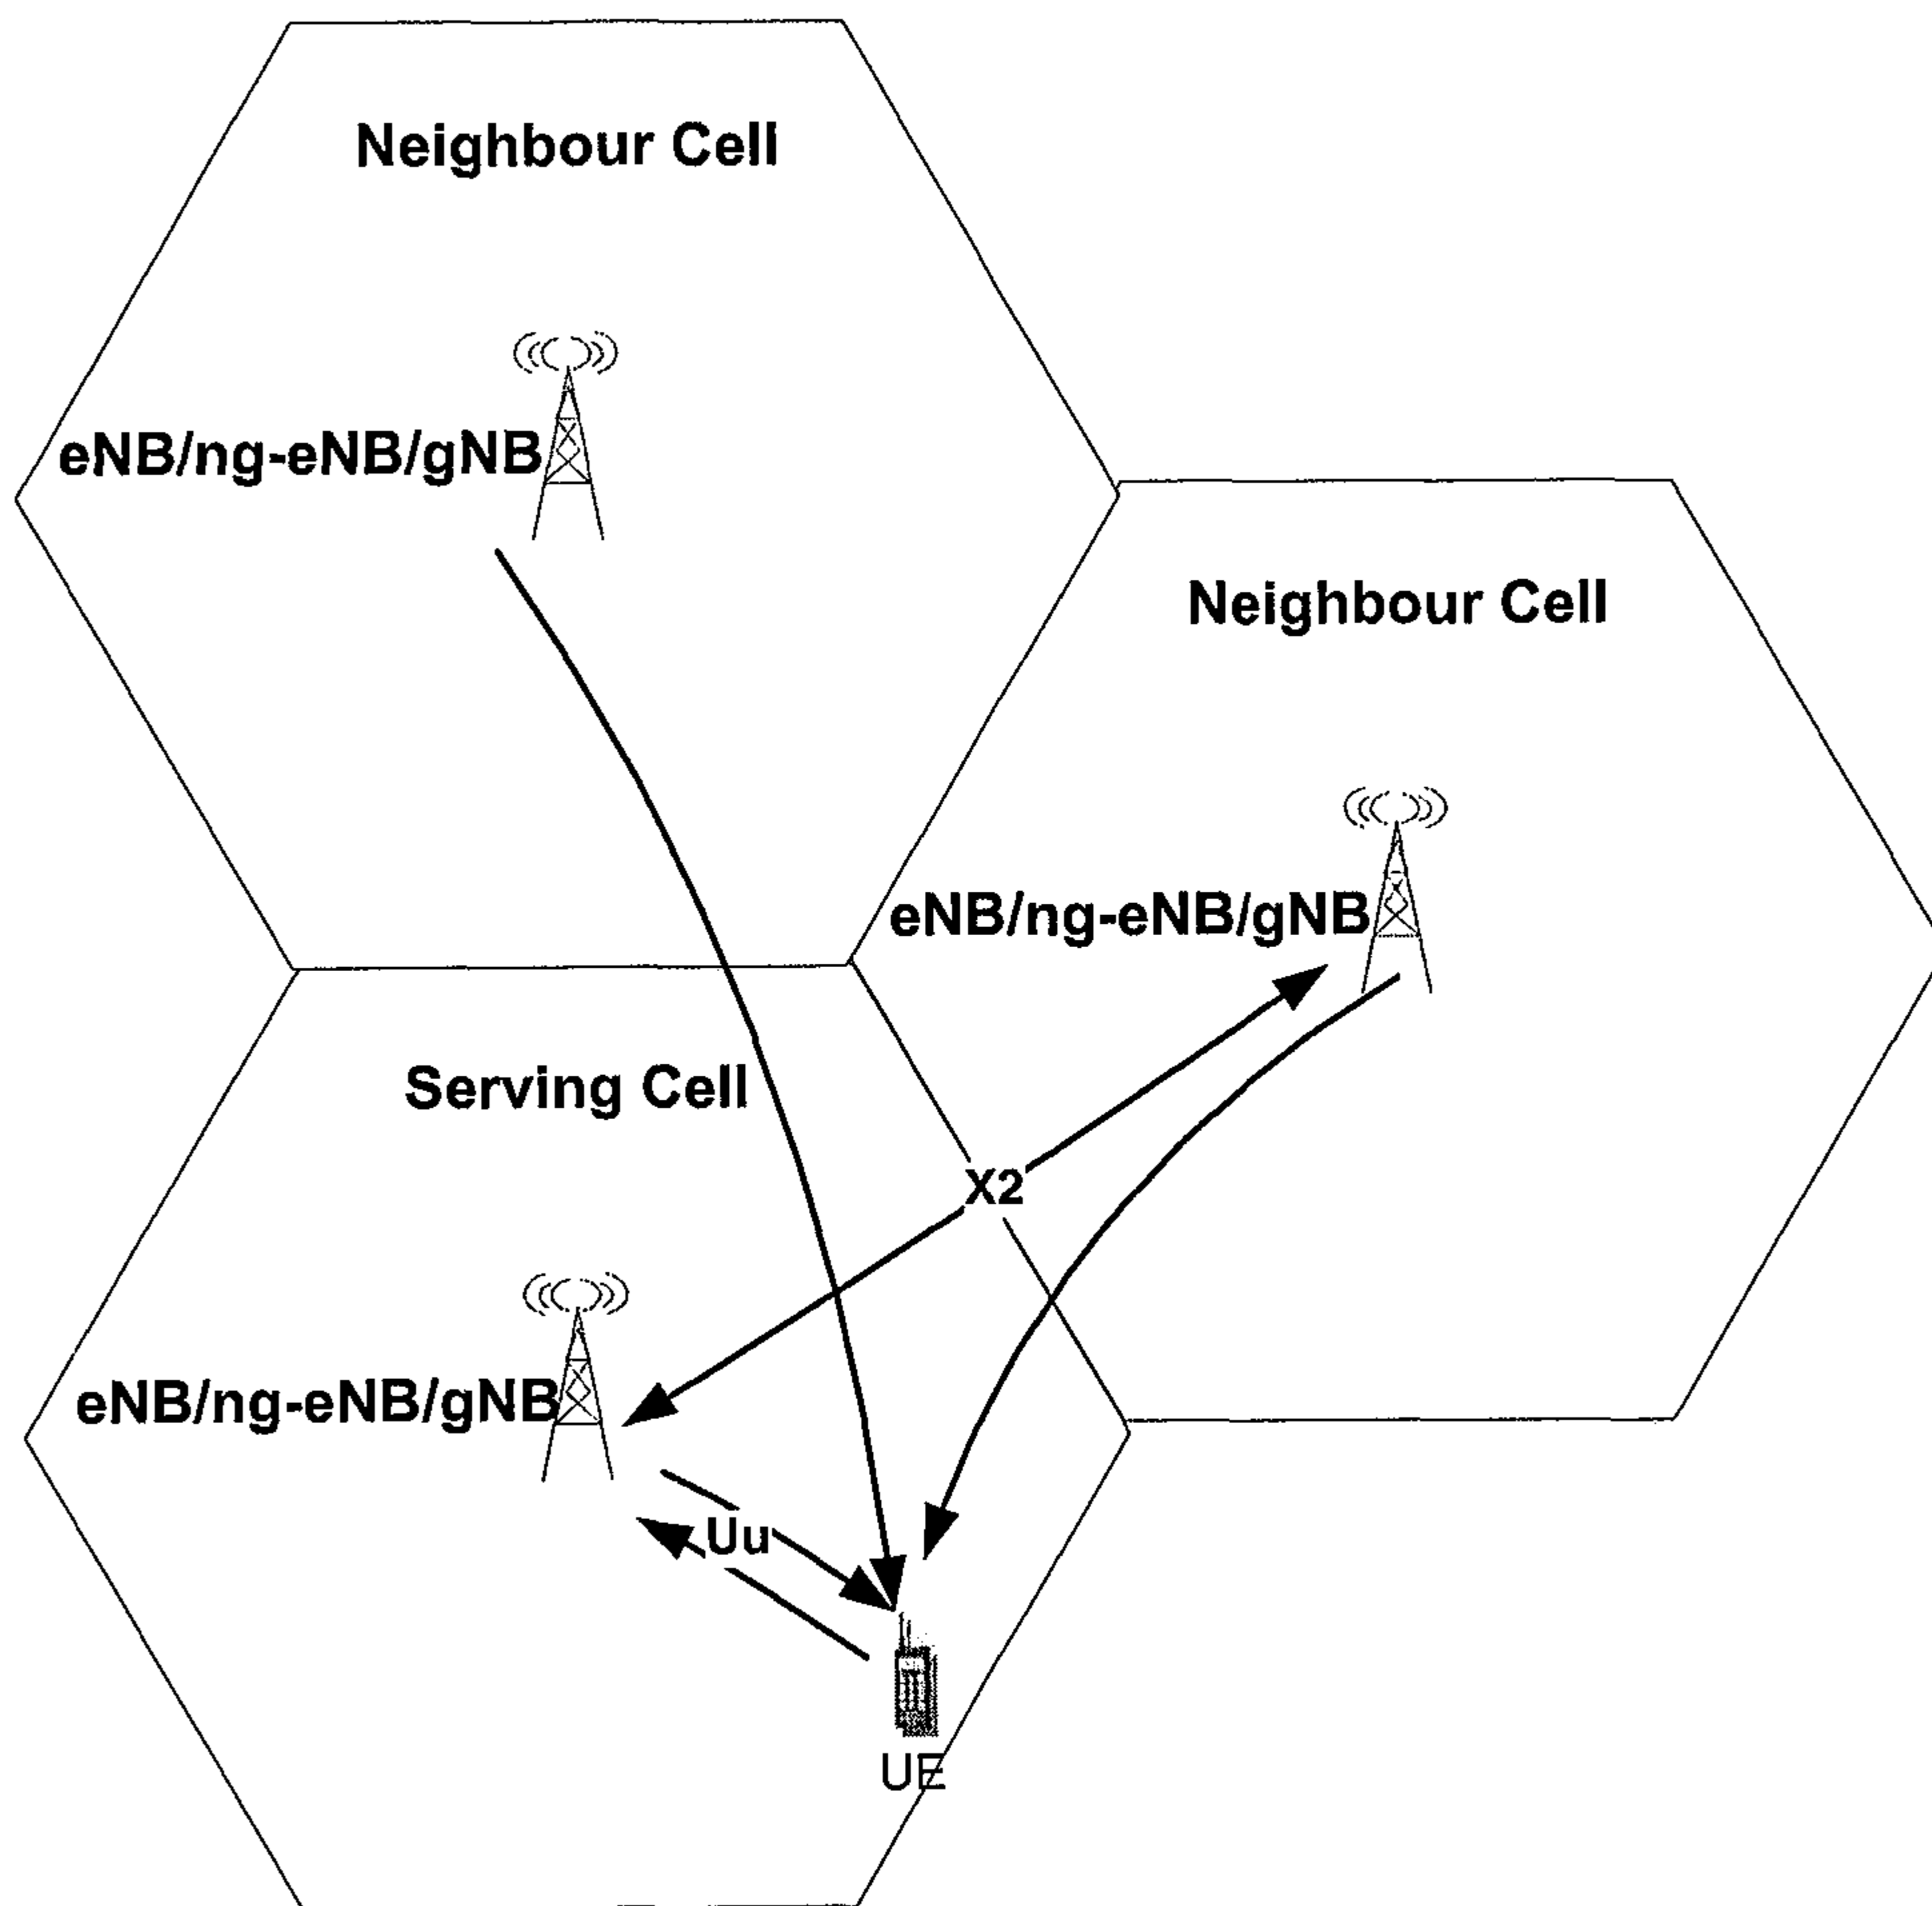 Neighbour Cell
eNB/ng-eNB/gNB
Neighbour Cell
eNB/ng-eNB/gNB
Serving Cell
X2
eNB/ng-eNB/gNB
Uu
UE